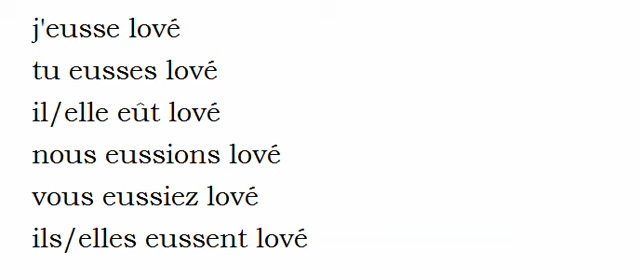 j'eusse lové
tu eusses lové
il/elle eût lové
nous eussions lové
vous eussiez lové
ils/elles eussent lové